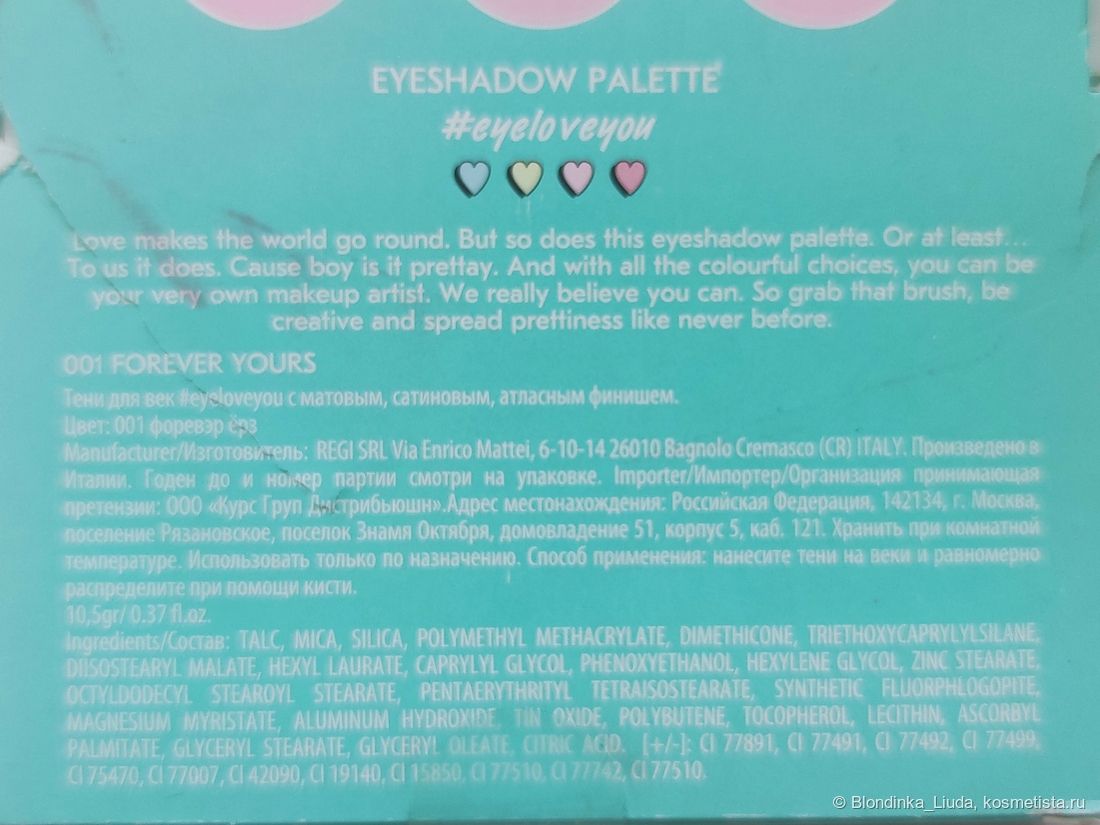 EYESHADOW PALETTE
#eyeloveyou
Love makes the world go round. But so does this eyeshadow palette. Or at least...
To us it does. Cause boy is it prettay. And with all the colourful choices, you can be
your very own makeup artist. We really believe you can. So grab that brush, be
creative and spread prettiness like never before.
001 FOREVER YOURS
Тени для век #eyeloveyou с матовым, сатиновым, атласным финишем.
Цвет: 001 форевэр ёрз
Manufacturer/Изготовитель: REGI SRL Via Enrico Mattei, 6-10-14 26010 Bagnolo Cremasco (CR) ITALY. Произведено в
Италии. Годен до и номер партии смотри на упаковке. Importer/Импортер/Организация принимающая
претензии: ООО «Курс Груп Дистрибьюшн».Адрес местонахождения: Российская Федерация, 142134, г. Москва,
поселение Рязановское, поселок Знамя Октября, домовладение 51, корпус 5, каб. 121. Хранить при комнатной
температуре. Использовать только по назначению. Способ применения: нанесите тени на веки и равномерно
распределите при помощи кисти.
10,5gr/ 0.37 fl.oz.
Ingredients/Состав: TALC, MICA, SILICA, POLYMETHYL METHACRYLATE, DIMETHICONE, TRIETHOXYCAPRYLYLSILANE,
DIISOSTEARYL MALATE, HEXYL LAURATE, CAPRYLYL GLYCOL, PHENOXYETHANOL, HEXYLENE GLYCOL, ZINC STEARATE,
OCTYLDODECYL STEAROYL STEARATE, PENTAERYTHRITYL TETRAISOSTEARATE, SYNTHETIC FLUORPHLOGOPITE,
MAGNESIUM MYRISTATE, ALUMINUM HYDROXIDE, TIN OXIDE, POLYBUTENE, TOCOPHEROL, LECITHIN, ASCORBYL
PALMITATE, GLYCERYL STEARATE, GLYCERYL OLEATE, CITRIC ACID. [+/-]: CI 77891, CI 77491, CI 77492, CI 77499,
CI 75470, CI 77007, CI 42090, CI 19140, CI 15850, CI 77510, CI 77742, CI 77510.
© Blondinka_Liuda, kosmetista.ru